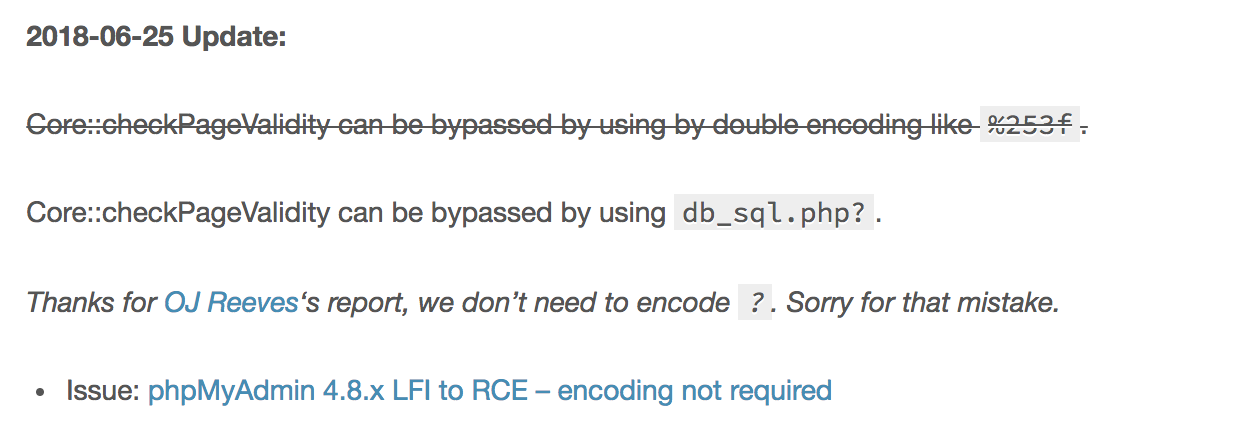 2018-06-25 Update:
Core::checkPageValidity can be bypassed by using by double encoding like %253f.
Core::checkPageValidity can be bypassed by using db_sql.php?.
Thanks for OJ Reeves‘s report, we don’t need to encode ?. Sorry for that mistake.
• Issue: phpMyAdmin 4.8.x LFI to RCE – encoding not required